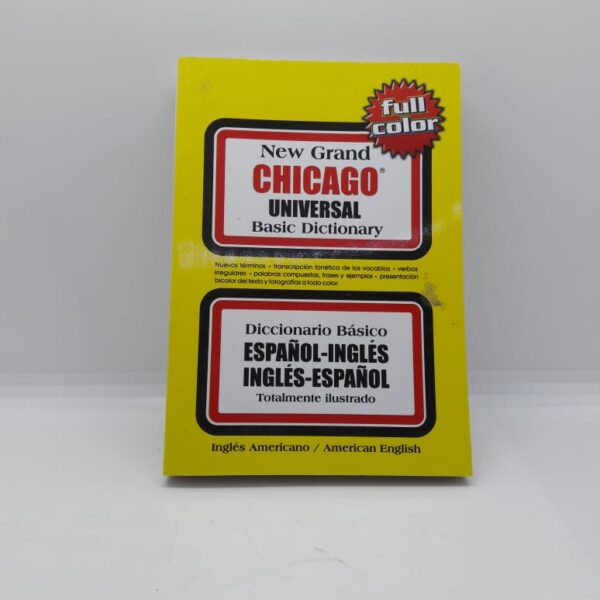 full
color
New Grand
CHICAGO®
UNIVERSAL
Basic Dictionary
Nuevos términos • transcripción fonética de los vocablos • verbos
irregulares • palabras compuertas, frases y ejemplos • presentación
bicolor del texto y fotografías a todo color.
Diccionario Básico
ESPAÑOL-INGLÉS
INGLÉS-ESPAÑOL
Totalmente ilustrado
Inglés Americano / American English